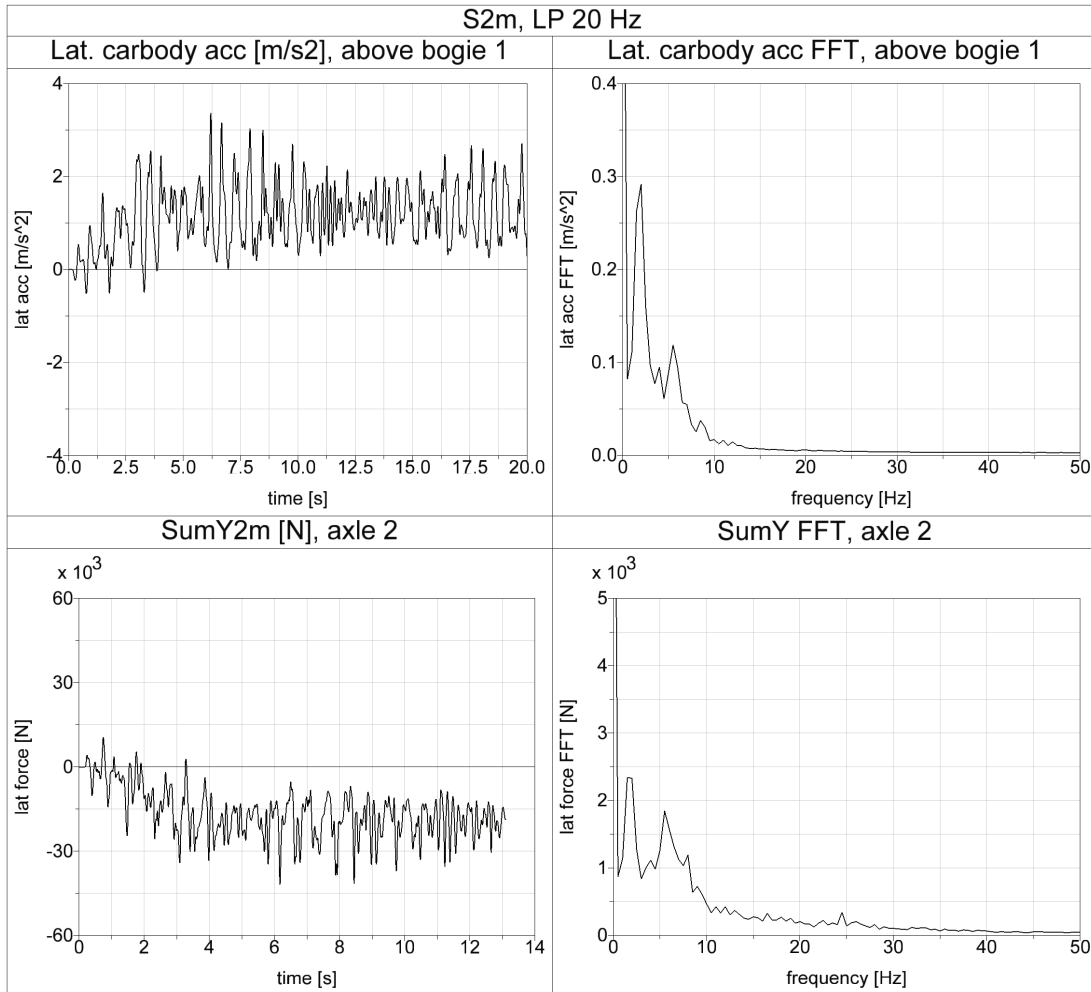 S2m, LP 20 Hz
Lat. carbody acc [m/s2], above bogie 1
Lat. carbody acc FFT, above bogie 1
4
2
0
-2
-4
lat acc [m/s^2]
0.0 2.5 5.0 7.5 10.0 12.5 15.0 17.5 20.0
time [s]
0.4
0.3
0.2
0.1
0.0
lat acc FFT [m/s^2]
0 10 20 30 40 50
frequency [Hz]
SumY2m [N], axle 2
SumY FFT, axle 2
x 10^3
60
30
0
-30
-60
lat force [N]
0 2 4 6 8 10 12 14
time [s]
x 10^3
5
4
3
2
1
0
lat force FFT [N]
0 10 20 30 40 50
frequency [Hz]